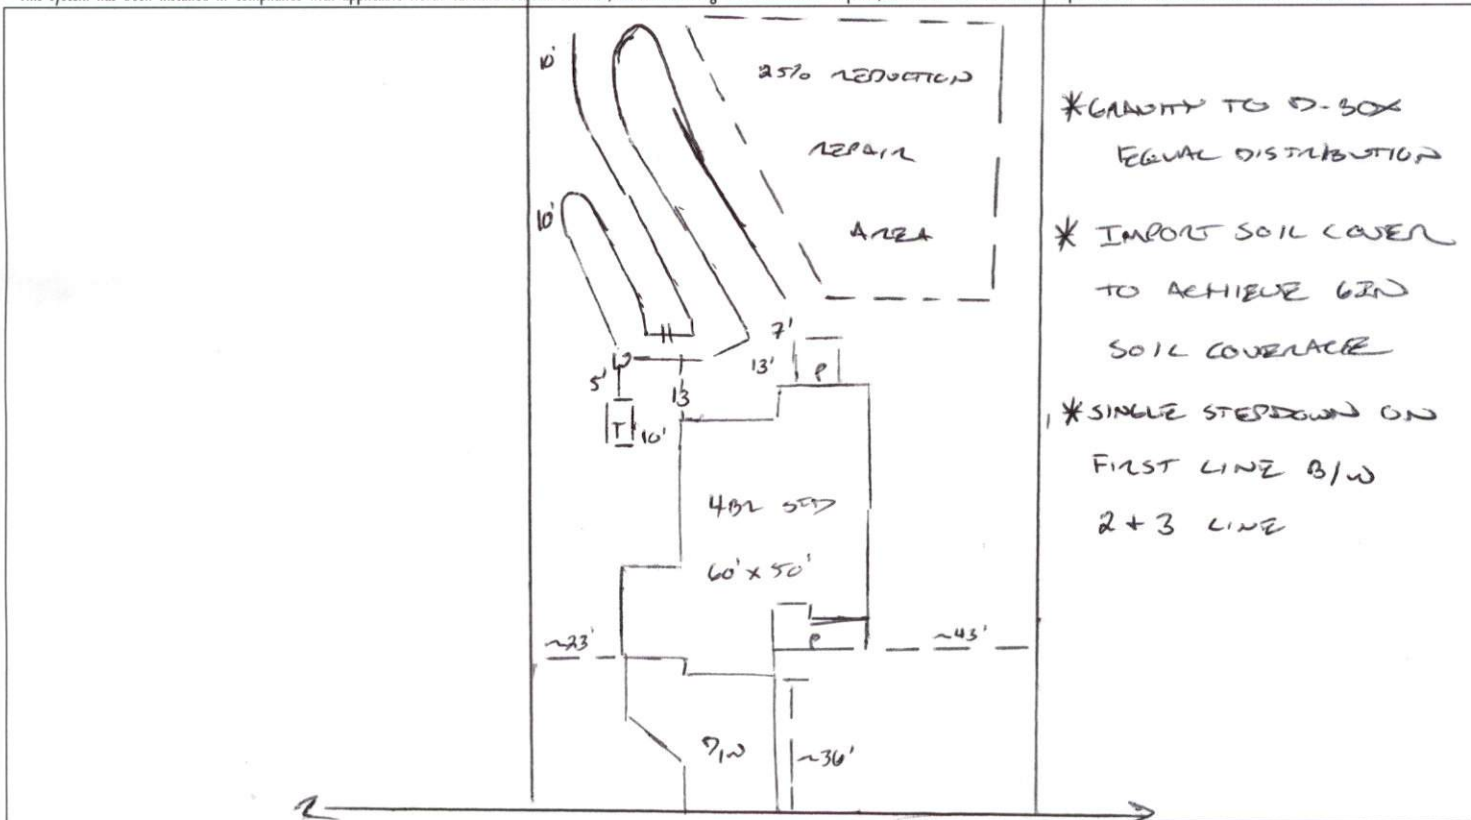 10'
25% REDUCTION
REPAIR
AREA
10'
7'
13'
P
5'
13
T 10'
4BR SFD
60' x 50'
~23'
P
~43'
D/W
~36'
*GRAVITY TO D-BOX
EQUAL DISTRIBUTION
* IMPORT SOIL COVER
TO ACHIEVE 6IN
SOIL COVERAGE
*SINGLE STEPDOWN ON
FIRST LINE B/W
2 + 3 LINE